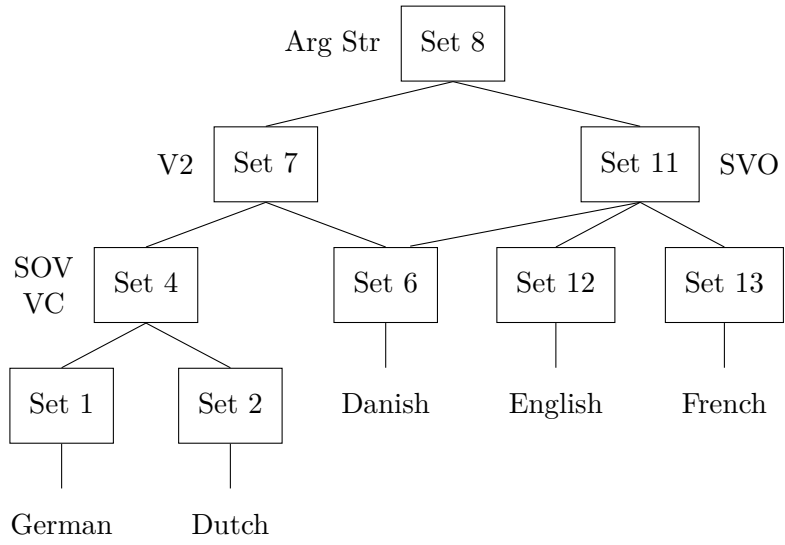 Arg Str Set 8
V2 Set 7 Set 11 SVO
SOV
VC
Set 4 Set 6 Set 12 Set 13
Set 1 Set 2 Danish English French
German Dutch